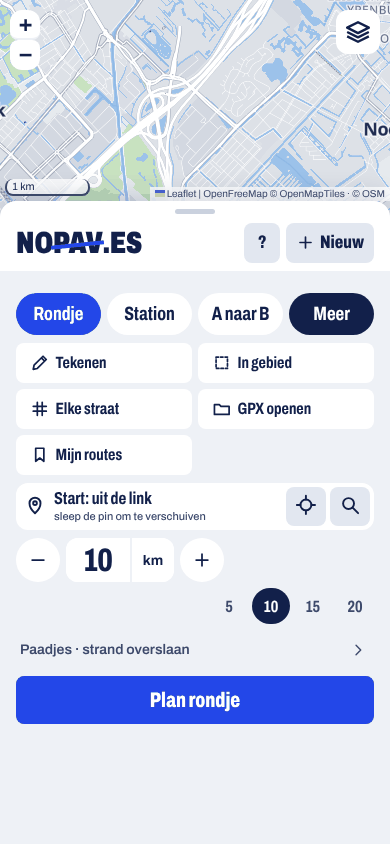 +
−
1 km
Leaflet | OpenFreeMap © OpenMapTiles · © OSM
NOPAV.ES
?
+ Nieuw
Rondje
Station
A naar B
Meer
Tekenen
In gebied
Elke straat
GPX openen
Mijn routes
Start: uit de link
sleep de pin om te verschuiven
−
10
km
+
5
10
15
20
Paadjes · strand overslaan
Plan rondje